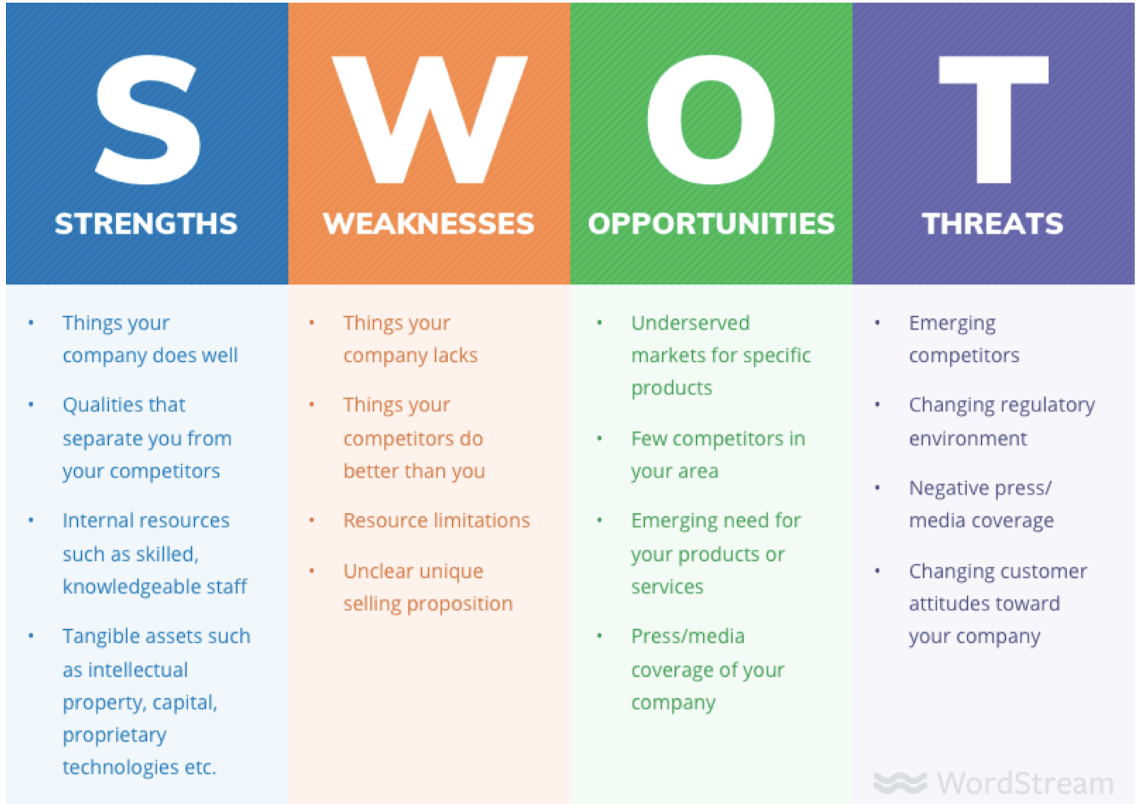 S
STRENGTHS
• Things your
company does well
• Qualities that
separate you from
your competitors
• Internal resources
such as skilled,
knowledgeable staff
• Tangible assets such
as intellectual
property, capital,
proprietary
technologies etc.
W
WEAKNESSES
• Things your
company lacks
• Things your
competitors do
better than you
• Resource limitations
• Unclear unique
selling proposition
O
OPPORTUNITIES
• Underserved
markets for specific
products
• Few competitors in
your area
• Emerging need for
your products or
services
• Press/media
coverage of your
company
T
THREATS
• Emerging
competitors
• Changing regulatory
environment
• Negative press/
media coverage
• Changing customer
attitudes toward
your company
WordStream